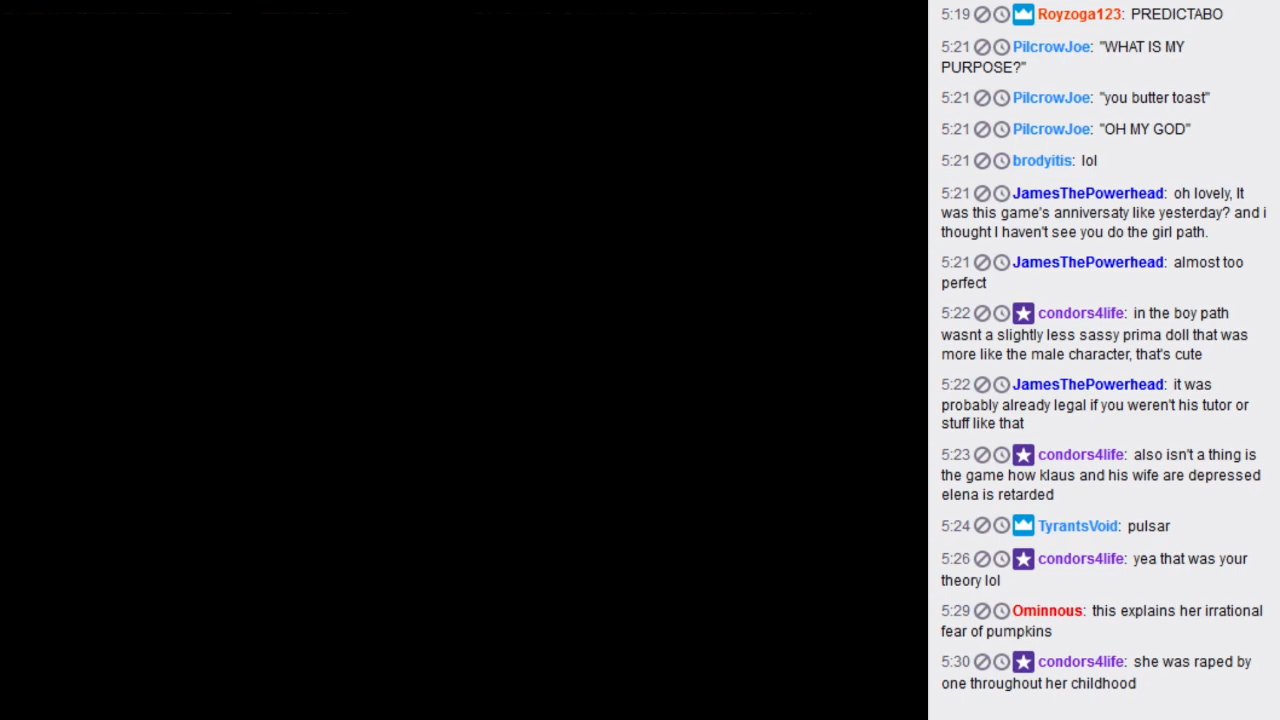 5:19 Royzoga123: PREDICTABO
5:21 PilcrowJoe: "WHAT IS MY
PURPOSE?"
5:21 PilcrowJoe: "you butter toast"
5:21 PilcrowJoe: "OH MY GOD"
5:21 brodyitis: lol
5:21 JamesThePowerhead: oh lovely, It
was this game's anniversaty like yesterday? and i
thought I haven't see you do the girl path.
5:21 JamesThePowerhead: almost too
perfect
5:22 condors4life: in the boy path
wasnt a slightly less sassy prima doll that was
more like the male character, that's cute
5:22 JamesThePowerhead: it was
probably already legal if you weren't his tutor or
stuff like that
5:23 condors4life: also isn't a thing is
the game how klaus and his wife are depressed
elena is retarded
5:24 TyrantsVoid: pulsar
5:26 condors4life: yea that was your
theory lol
5:29 Ominnous: this explains her irrational
fear of pumpkins
5:30 condors4life: she was raped by
one throughout her childhood